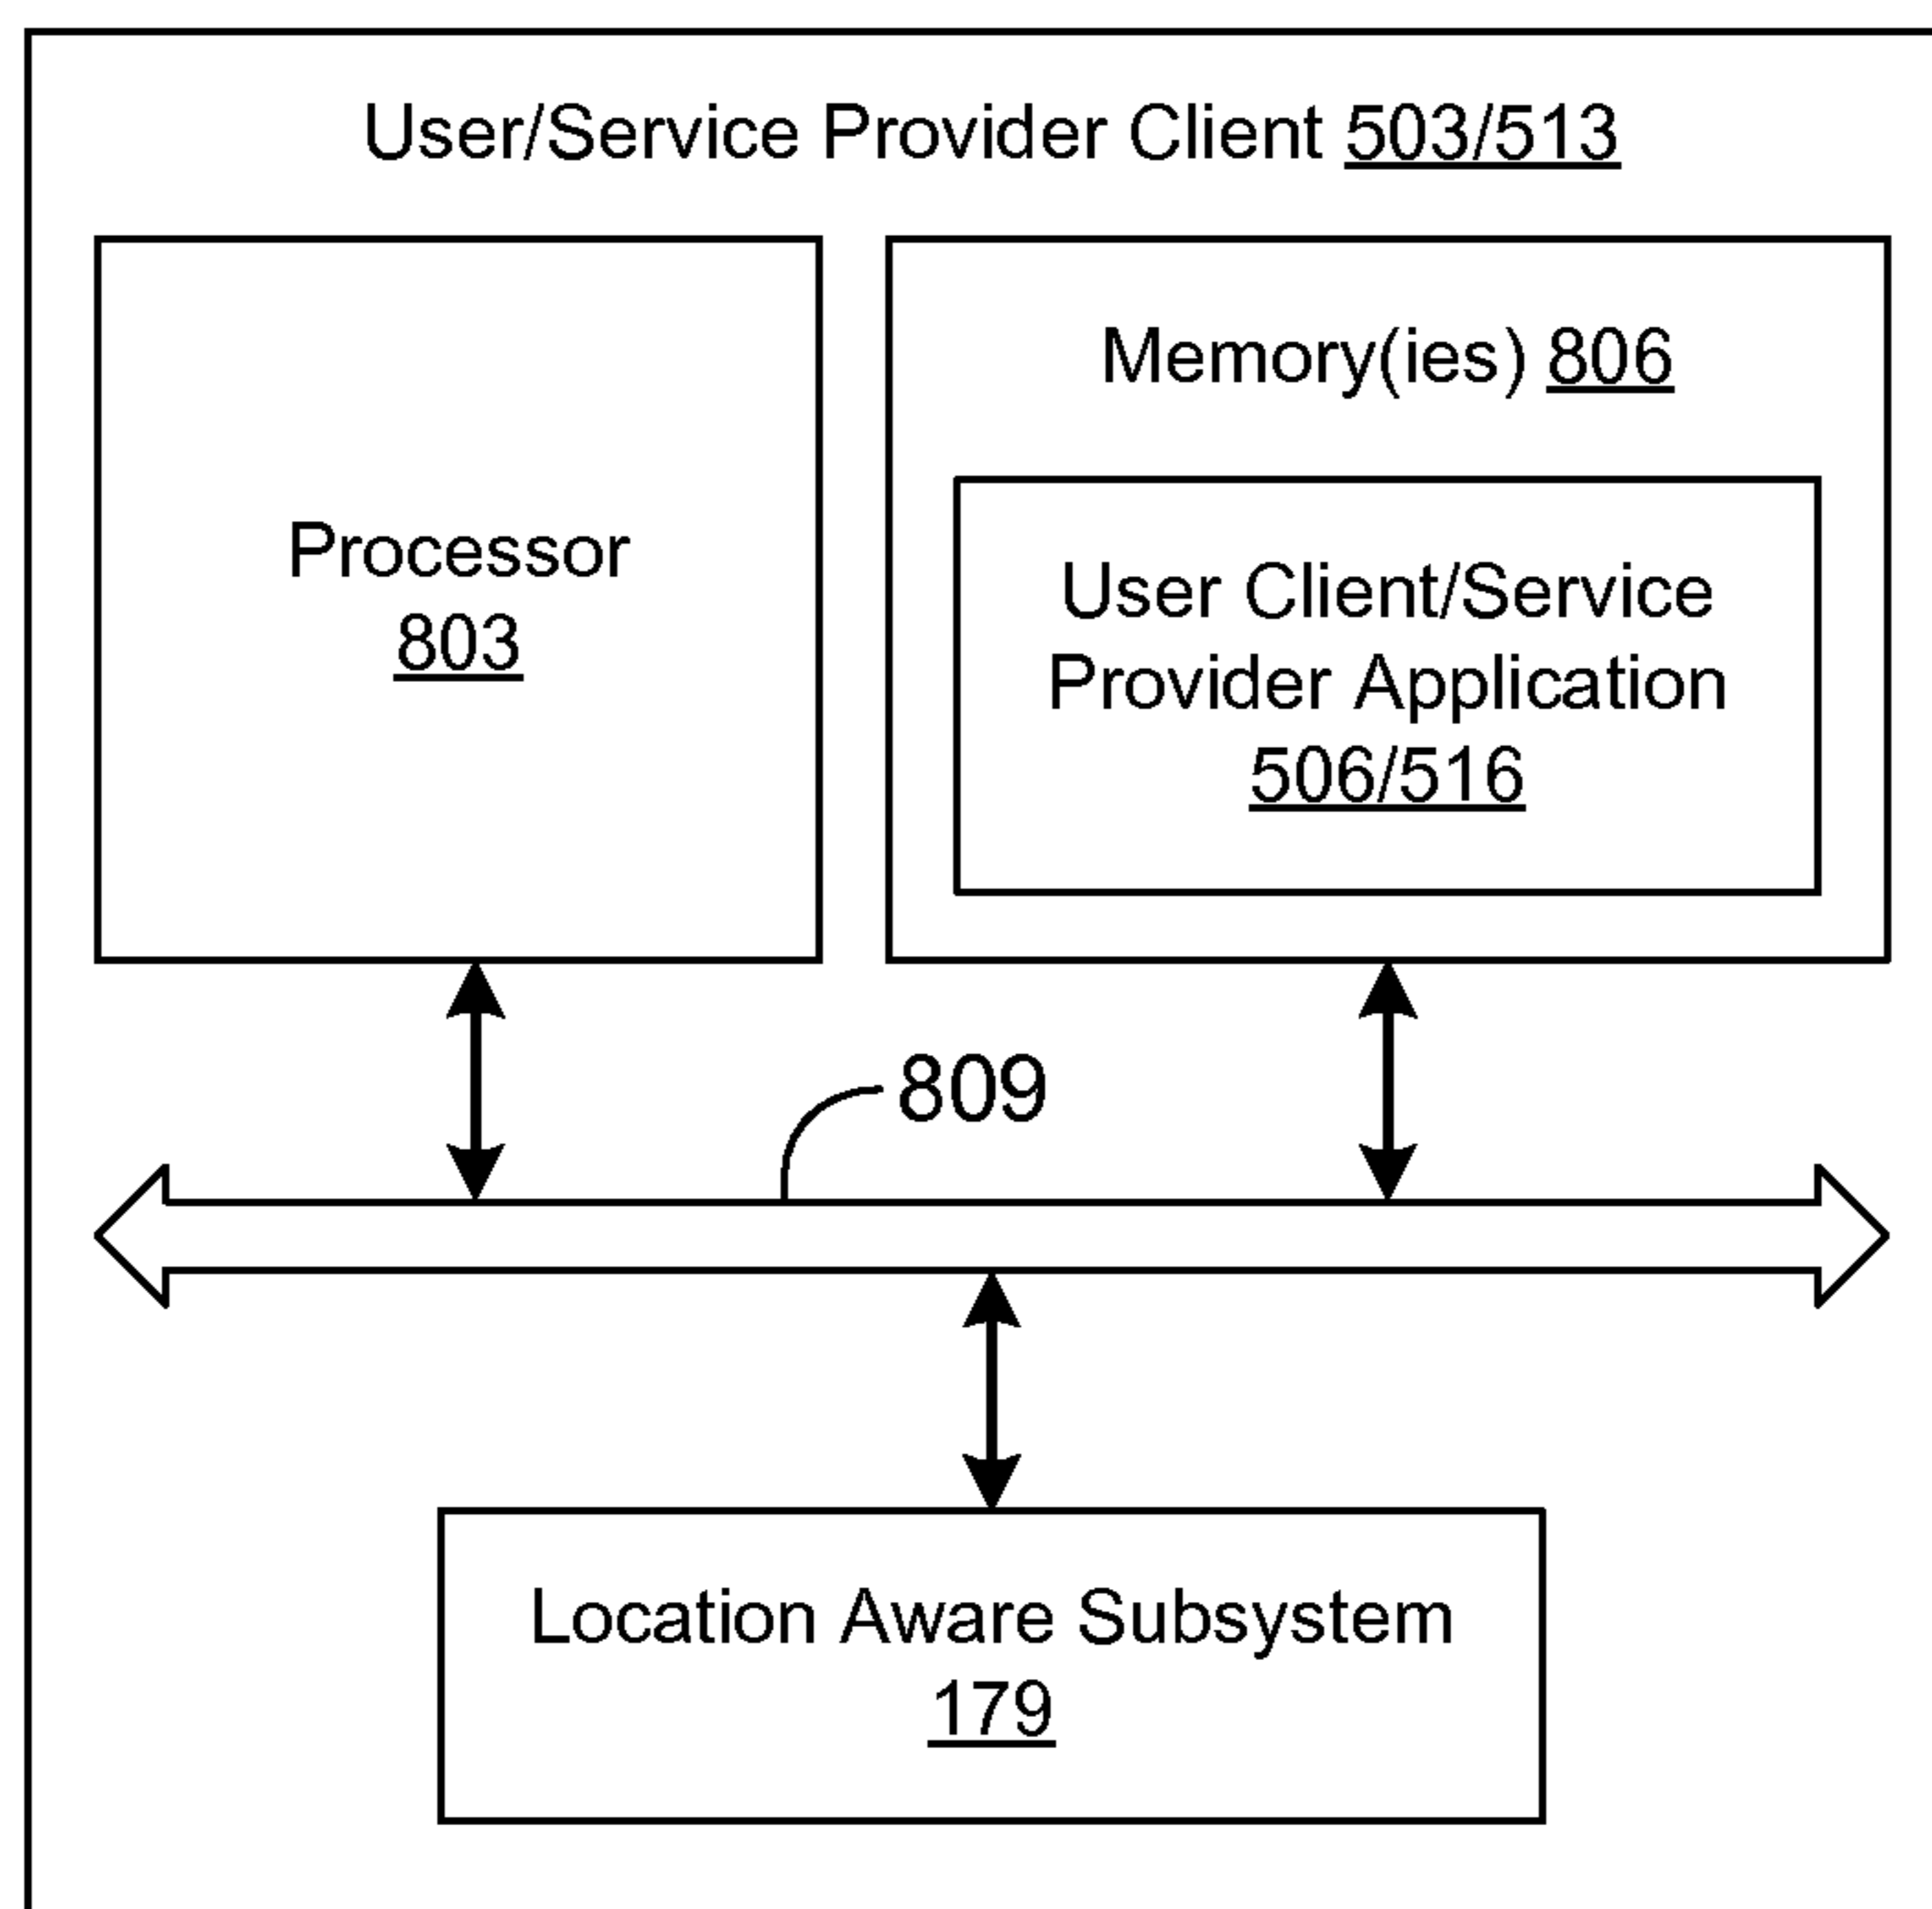 User/Service Provider Client 503/513
Processor
803
Memory(ies) 806
User Client/Service
Provider Application
506/516
809
Location Aware Subsystem
179